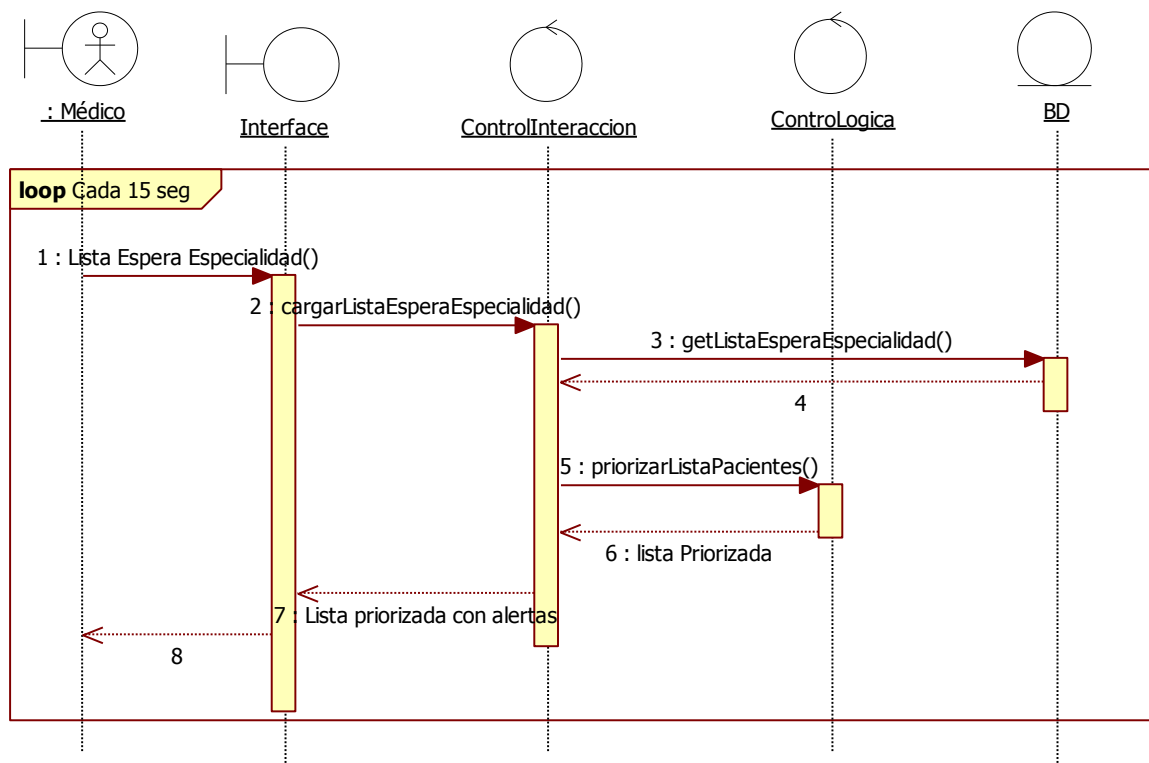 : Médico
Interface
ControlInteraccion
ControLogica
BD
loop Cada 15 seg
1 : Lista Espera Especialidad()
2 : cargarListaEsperaEspecialidad()
3 : getListaEsperaEspecialidad()
4
5 : priorizarListaPacientes()
6 : lista Priorizada
7 : Lista priorizada con alertas
8